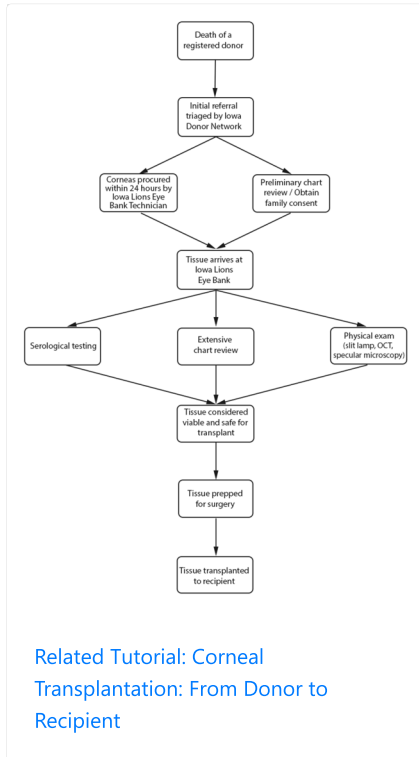 Death of a
registered donor
Initial referral
triaged by Iowa
Donor Network
Corneas procured
within 24 hours by
Iowa Lions Eye
Bank Technician
Preliminary chart
review / Obtain
family consent
Tissue arrives at
Iowa Lions
Eye Bank
Serological testing
Extensive
chart review
Physical exam
(slit lamp, OCT,
specular microscopy)
Tissue considered
viable and safe for
transplant
Tissue prepped
for surgery
Tissue transplanted
to recipient
Related Tutorial: Corneal
Transplantation: From Donor to
Recipient